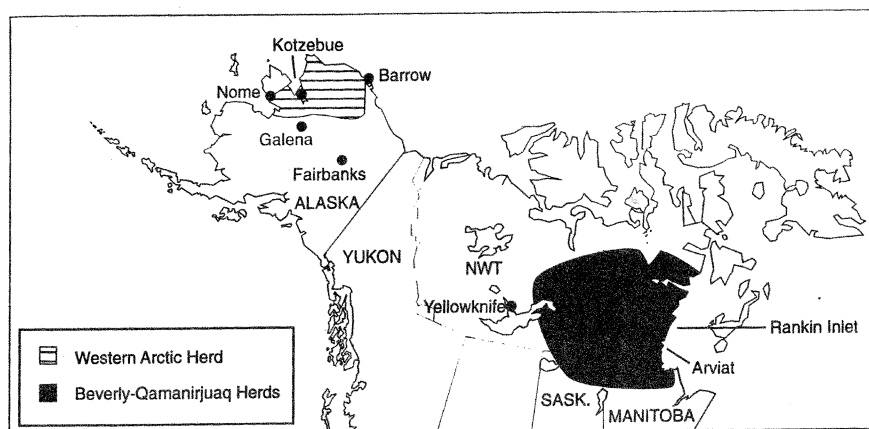 Kotzebue
Barrow
Nome
Galena
Fairbanks
ALASKA
YUKON
NWT
Yellowknife
Rankin Inlet
Arviat
SASK.
MANITOBA
Western Arctic Herd
Beverly-Qamanirjuaq Herds